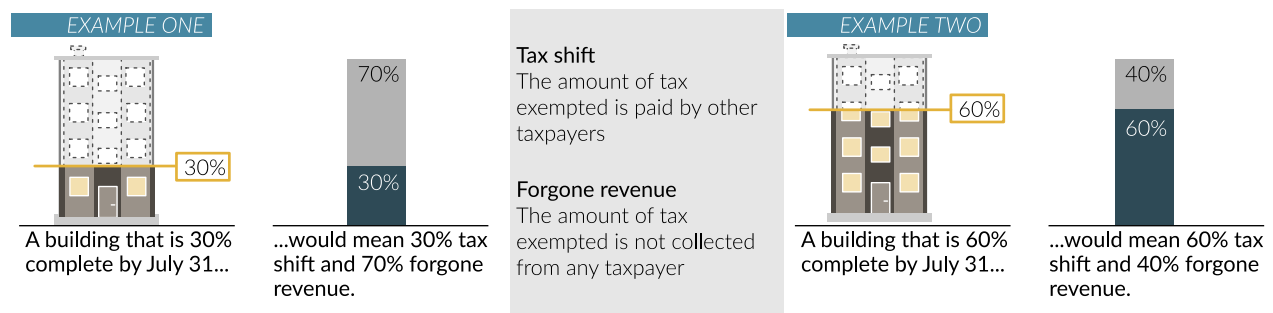 EXAMPLE ONE
30%
A building that is 30%
complete by July 31...
70%
30%
...would mean 30% tax
shift and 70% forgone
revenue.
Tax shift
The amount of tax
exempted is paid by other
taxpayers
Forgone revenue
The amount of tax
exempted is not collected
from any taxpayer
EXAMPLE TWO
60%
A building that is 60%
complete by July 31...
40%
60%
...would mean 60% tax
shift and 40% forgone
revenue.